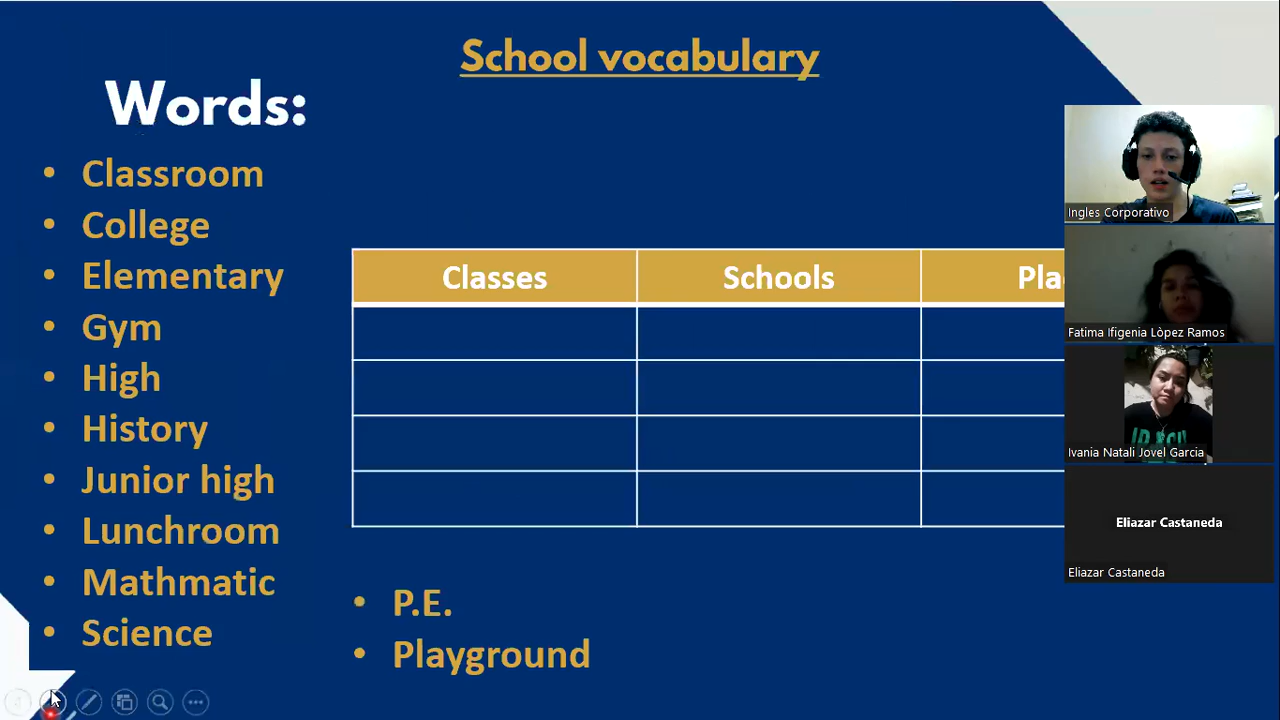 School vocabulary
Words:
• Classroom
• College
• Elementary
• Gym
• High
• History
• Junior high
• Lunchroom
• Mathmatic
• Science
Classes Schools Pla
• P.E.
• Playground
Ingles Corporativo
Fatima Ifigenia Lòpez Ramos
Ivania Natali Jovel Garcia
Eliazar Castaneda
Eliazar Castaneda